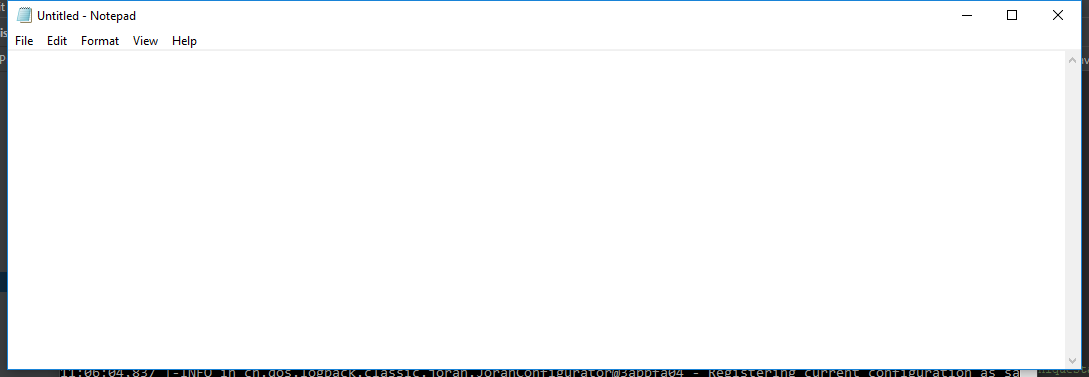 Untitled - Notepad
File Edit Format View Help
11:06:04.837 |-INFO in ch.qos.logback.classic.joran.JoranConfigurator@3abbfa04 - Registering current configuration as sa